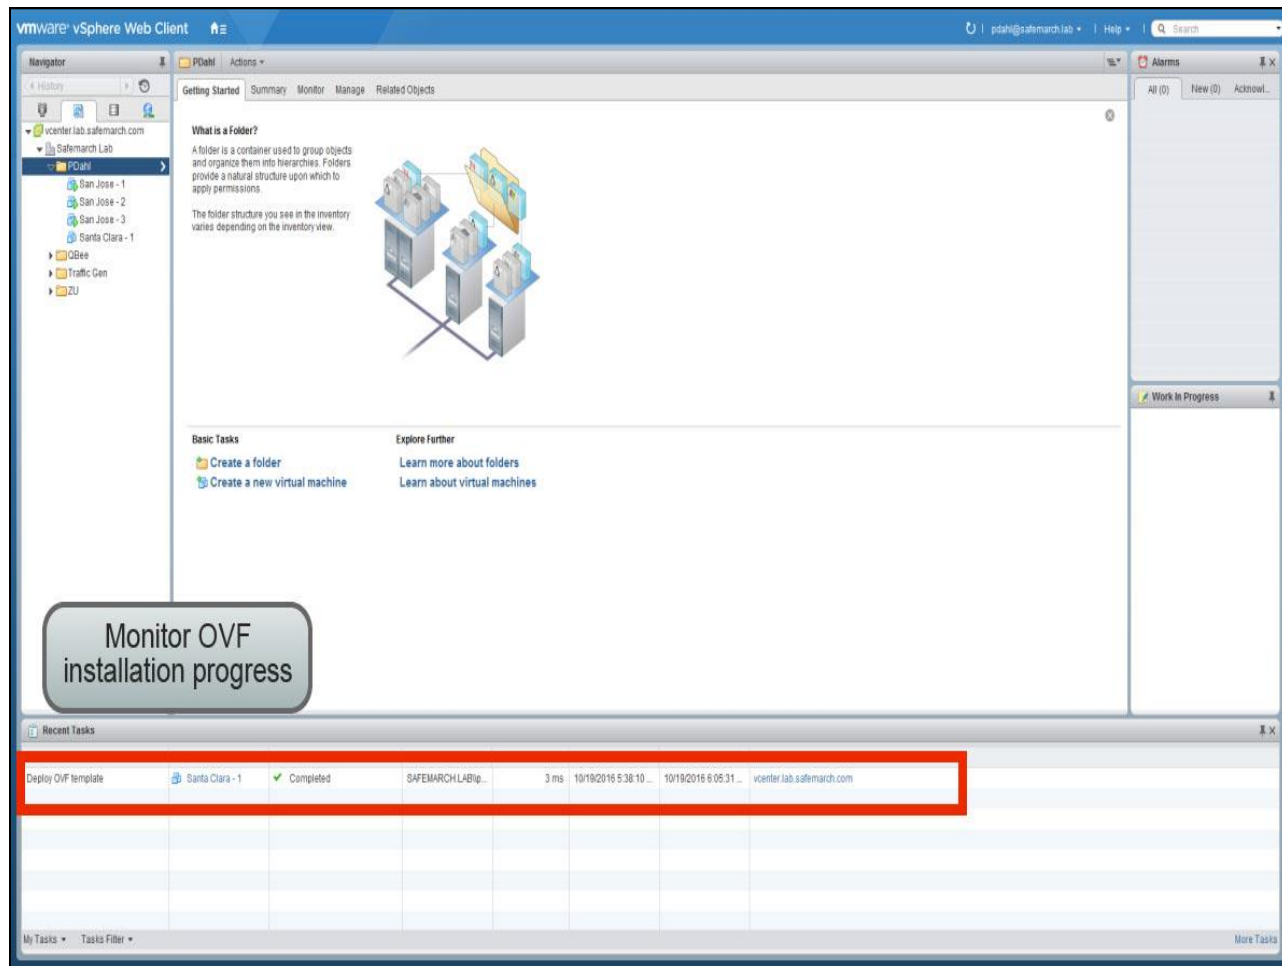 vmware® vSphere Web Client
pdahl@safemarch.lab | Help | Search
Navigator
History
vcenter.lab.safemarch.com
Safemarch Lab
PDahl
San Jose - 1
San Jose - 2
San Jose - 3
Santa Clara - 1
QBee
Traffic Gen
ZU
PDahl Actions
Getting Started Summary Monitor Manage Related Objects
What is a Folder?
A folder is a container used to group objects
and organize them into hierarchies. Folders
provide a natural structure upon which to
apply permissions.
The folder structure you see in the inventory
varies depending on the inventory view.
Basic Tasks
Create a folder
Create a new virtual machine
Explore Further
Learn more about folders
Learn about virtual machines
Alarms
All (0) New (0) Acknowl...
Work In Progress
Monitor OVF
installation progress
Recent Tasks
Deploy OVF template Santa Clara - 1 Completed SAFEMARCH.LAB\p... 3 ms 10/19/2016 5:38:10 ... 10/19/2016 6:05:31 ... vcenter.lab.safemarch.com
My Tasks Tasks Filter More Tasks